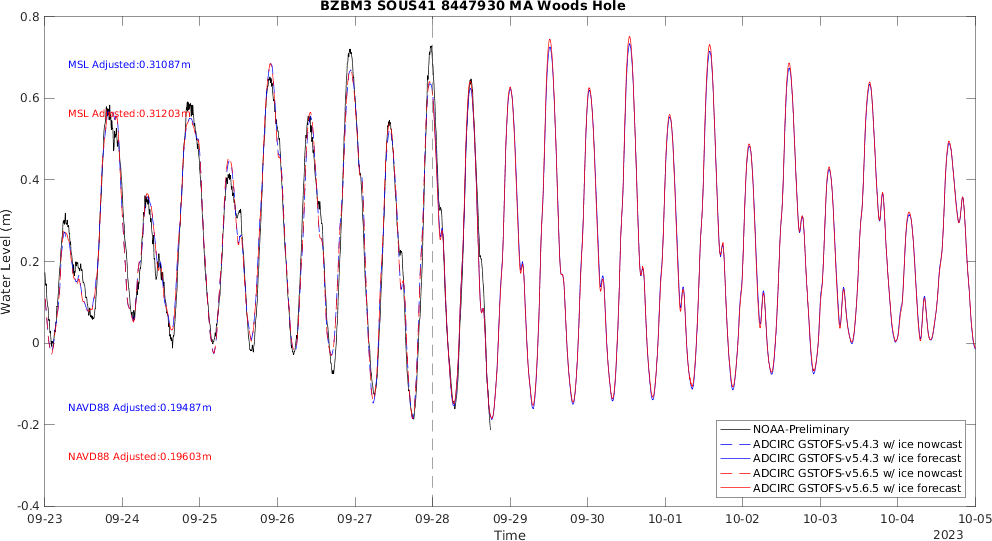 BZBM3 SOUS41 8447930 MA Woods Hole
0.8
0.6
0.4
0.2
0
-0.2
-0.4
Water Level (m)
MSL Adjusted:0.31087m
MSL Adjusted:0.31203m
NAVD88 Adjusted:0.19487m
NAVD88 Adjusted:0.19603m
NOAA-Preliminary
ADCIRC GSTOFS-v5.4.3 w/ ice nowcast
ADCIRC GSTOFS-v5.4.3 w/ ice forecast
ADCIRC GSTOFS-v5.6.5 w/ ice nowcast
ADCIRC GSTOFS-v5.6.5 w/ ice forecast
09-23 09-24 09-25 09-26 09-27 09-28 09-29 09-30 10-01 10-02 10-03 10-04 10-05
Time
2023